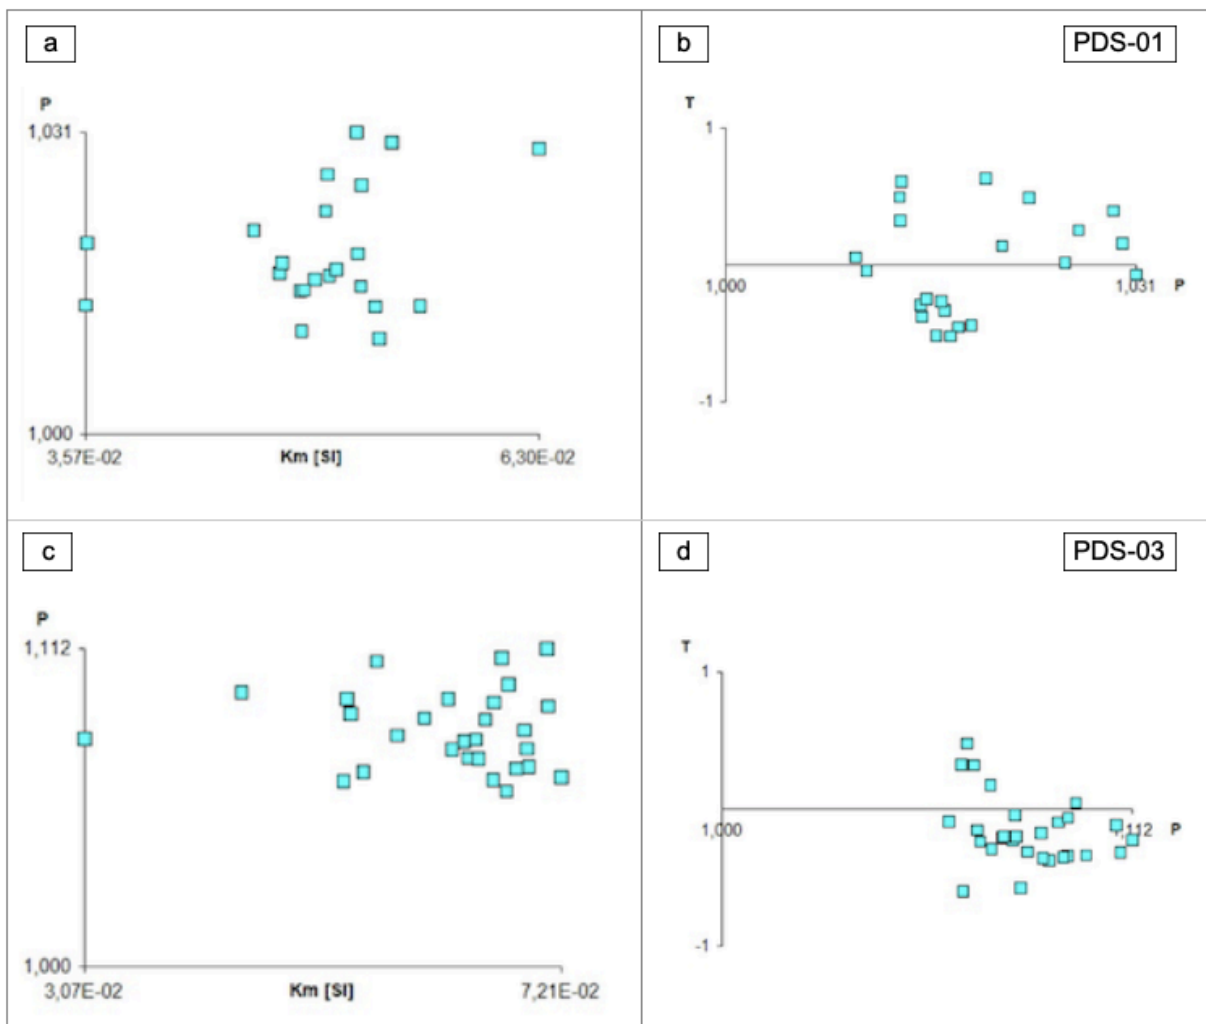 a
P
1,031
1,000
3,57E-02
Km [SI]
6,30E-02
b
PDS-01
T
1
1,000
1,031
P
-1
c
P
1,112
1,000
3,07E-02
Km [SI]
7,21E-02
d
PDS-03
T
1
1,000
1,112
P
-1